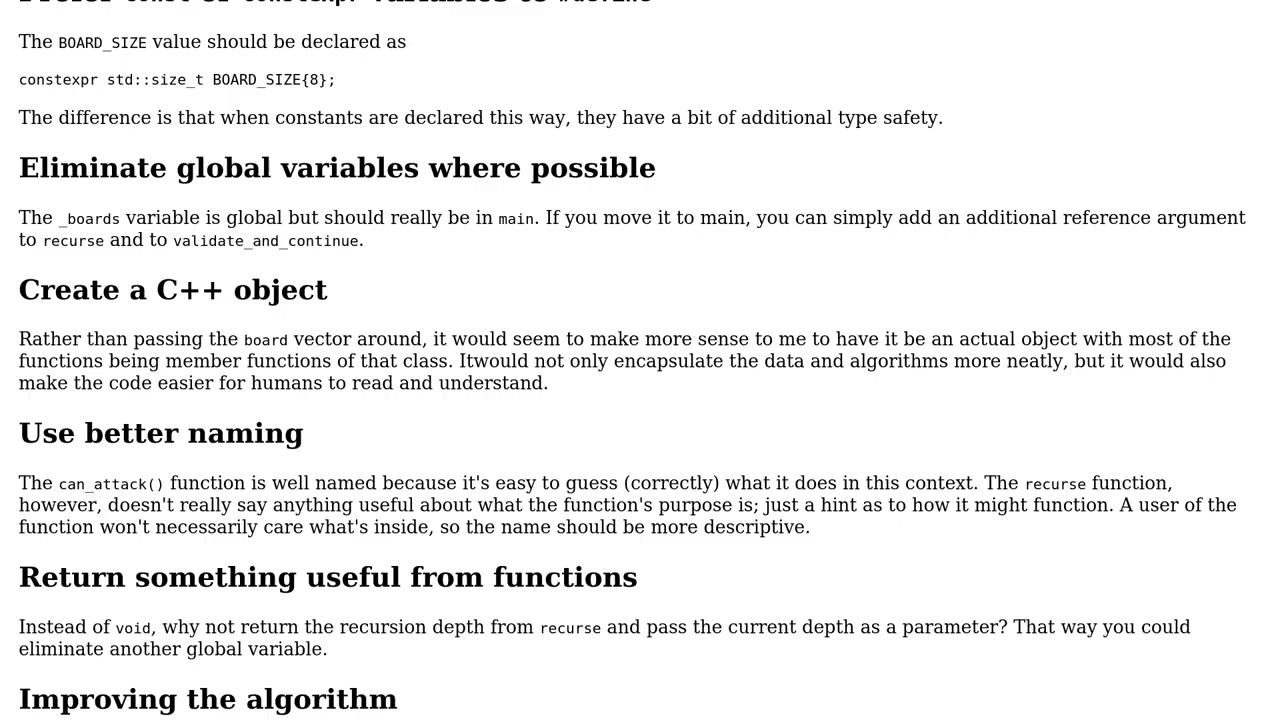 The BOARD_SIZE value should be declared as
constexpr std::size_t BOARD_SIZE{8};
The difference is that when constants are declared this way, they have a bit of additional type safety.
Eliminate global variables where possible
The _boards variable is global but should really be in main. If you move it to main, you can simply add an additional reference argument
to recurse and to validate_and_continue.
Create a C++ object
Rather than passing the board vector around, it would seem to make more sense to me to have it be an actual object with most of the
functions being member functions of that class. Itwould not only encapsulate the data and algorithms more neatly, but it would also
make the code easier for humans to read and understand.
Use better naming
The can_attack() function is well named because it's easy to guess (correctly) what it does in this context. The recurse function,
however, doesn't really say anything useful about what the function's purpose is; just a hint as to how it might function. A user of the
function won't necessarily care what's inside, so the name should be more descriptive.
Return something useful from functions
Instead of void, why not return the recursion depth from recurse and pass the current depth as a parameter? That way you could
eliminate another global variable.
Improving the algorithm